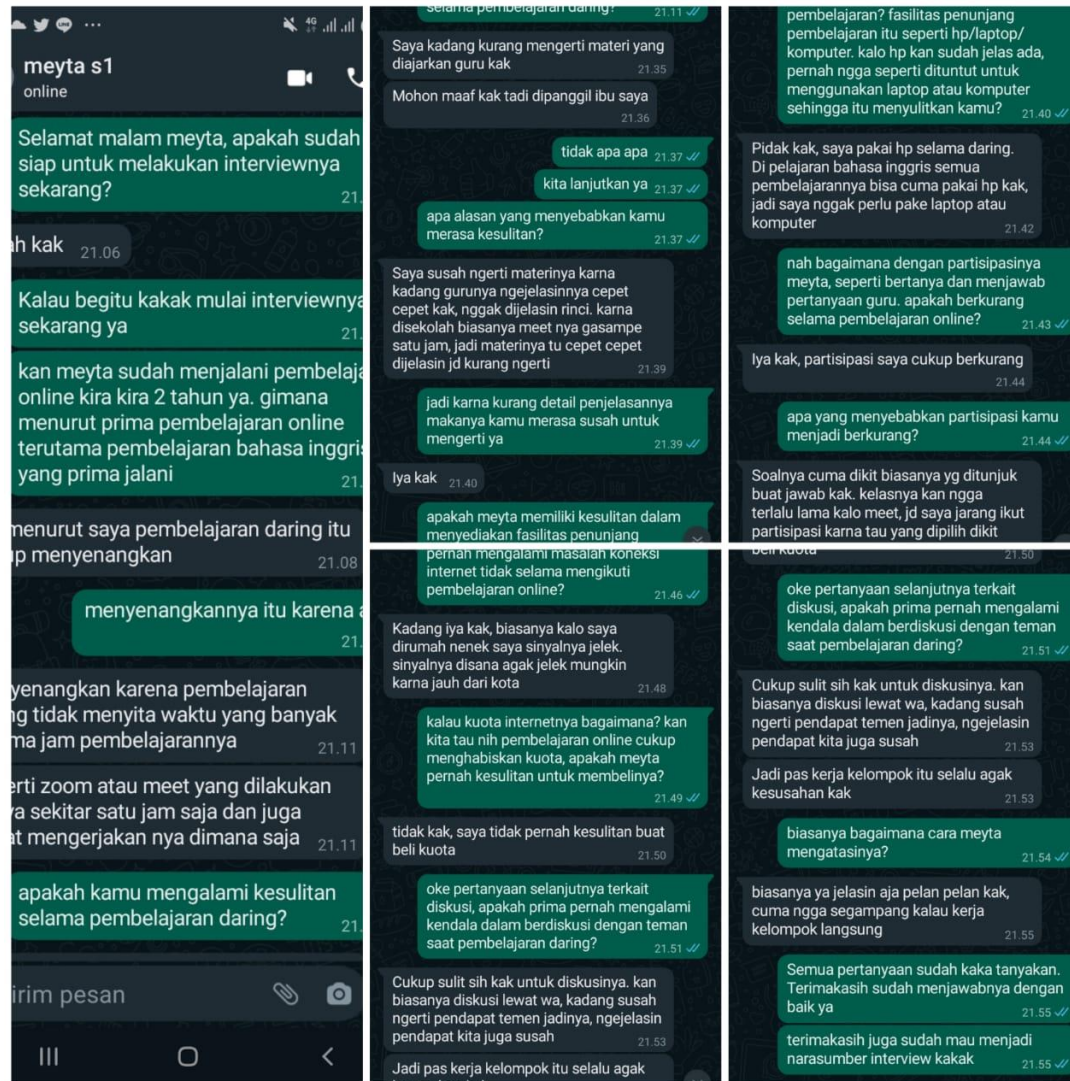 4G
meyta s1
online
Selamat malam meyta, apakah sudah
siap untuk melakukan interviewnya
sekarang?
21.
ah kak 21.06
Kalau begitu kakak mulai interviewnya
sekarang ya
21.
kan meyta sudah menjalani pembelaja
online kira kira 2 tahun ya. gimana
menurut prima pembelajaran online
terutama pembelajaran bahasa inggris
yang prima jalani
21.
menurut saya pembelajaran daring itu
up menyenangkan
21.08
menyenangkannya itu karena a
21.
yenangkan karena pembelajaran
ng tidak menyita waktu yang banyak
ma jam pembelajarannya
21.11
erti zoom atau meet yang dilakukan
ya sekitar satu jam saja dan juga
at mengerjakan nya dimana saja
21.11
apakah kamu mengalami kesulitan
selama pembelajaran daring?
21.
irim pesan
selama pembelajaran daring?
21.11
Saya kadang kurang mengerti materi yang
diajarkan guru kak
21.35
Mohon maaf kak tadi dipanggil ibu saya
21.36
tidak apa apa 21.37
kita lanjutkan ya 21.37
apa alasan yang menyebabkan kamu
merasa kesulitan?
21.37
Saya susah ngerti materinya karna
kadang gurunya ngejelasinnya cepet
cepet kak, nggak dijelasin rinci. karna
disekolah biasanya meet nya gasampe
satu jam, jadi materinya tu cepet cepet
dijelasin jd kurang ngerti
21.39
jadi karna kurang detail penjelasannya
makanya kamu merasa susah untuk
mengerti ya
21.39
Iya kak 21.40
apakah meyta memiliki kesulitan dalam
menyediakan fasilitas penunjang
pembelajaran? fasilitas penunjang
pembelajaran itu seperti hp/laptop/
komputer. kalo hp kan sudah jelas ada,
pernah ngga seperti dituntut untuk
menggunakan laptop atau komputer
sehingga itu menyulitkan kamu?
21.40
Pidak kak, saya pakai hp selama daring.
Di pelajaran bahasa inggris semua
pembelajarannya bisa cuma pakai hp kak,
jadi saya nggak perlu pake laptop atau
komputer
21.42
nah bagaimana dengan partisipasinya
meyta, seperti bertanya dan menjawab
pertanyaan guru. apakah berkurang
selama pembelajaran online?
21.43
Iya kak, partisipasi saya cukup berkurang
21.44
apa yang menyebabkan partisipasi kamu
menjadi berkurang?
21.44
Soalnya cuma dikit biasanya yg ditunjuk
buat jawab kak. kelasnya kan ngga
terlalu lama kalo meet, jd saya jarang ikut
partisipasi karna tau yang dipilih dikit
pernah mengalami masalah koneksi
internet tidak selama mengikuti
pembelajaran online?
21.46
Kadang iya kak, biasanya kalo saya
dirumah nenek saya sinyalnya jelek.
sinyalnya disana agak jelek mungkin
karna jauh dari kota
21.48
kalau kuota internetnya bagaimana? kan
kita tau nih pembelajaran online cukup
menghabiskan kuota, apakah meyta
pernah kesulitan untuk membelinya?
21.49
tidak kak, saya tidak pernah kesulitan buat
beli kuota
21.50
oke pertanyaan selanjutnya terkait
diskusi, apakah prima pernah mengalami
kendala dalam berdiskusi dengan teman
saat pembelajaran daring?
21.51
Cukup sulit sih kak untuk diskusinya. kan
biasanya diskusi lewat wa, kadang susah
ngerti pendapat temen jadinya, ngejelasin
pendapat kita juga susah
21.53
Jadi pas kerja kelompok itu selalu agak
beli kuota
21.50
oke pertanyaan selanjutnya terkait
diskusi, apakah prima pernah mengalami
kendala dalam berdiskusi dengan teman
saat pembelajaran daring?
21.51
Cukup sulit sih kak untuk diskusinya. kan
biasanya diskusi lewat wa, kadang susah
ngerti pendapat temen jadinya, ngejelasin
pendapat kita juga susah
21.53
Jadi pas kerja kelompok itu selalu agak
kesusahan kak
21.53
biasanya bagaimana cara meyta
mengatasinya?
21.54
biasanya ya jelasin aja pelan pelan kak,
cuma ngga segampang kalau kerja
kelompok langsung
21.55
Semua pertanyaan sudah kaka tanyakan.
Terimakasih sudah menjawabnya dengan
baik ya
21.55
terimakasih juga sudah mau menjadi
narasumber interview kakak
21.55